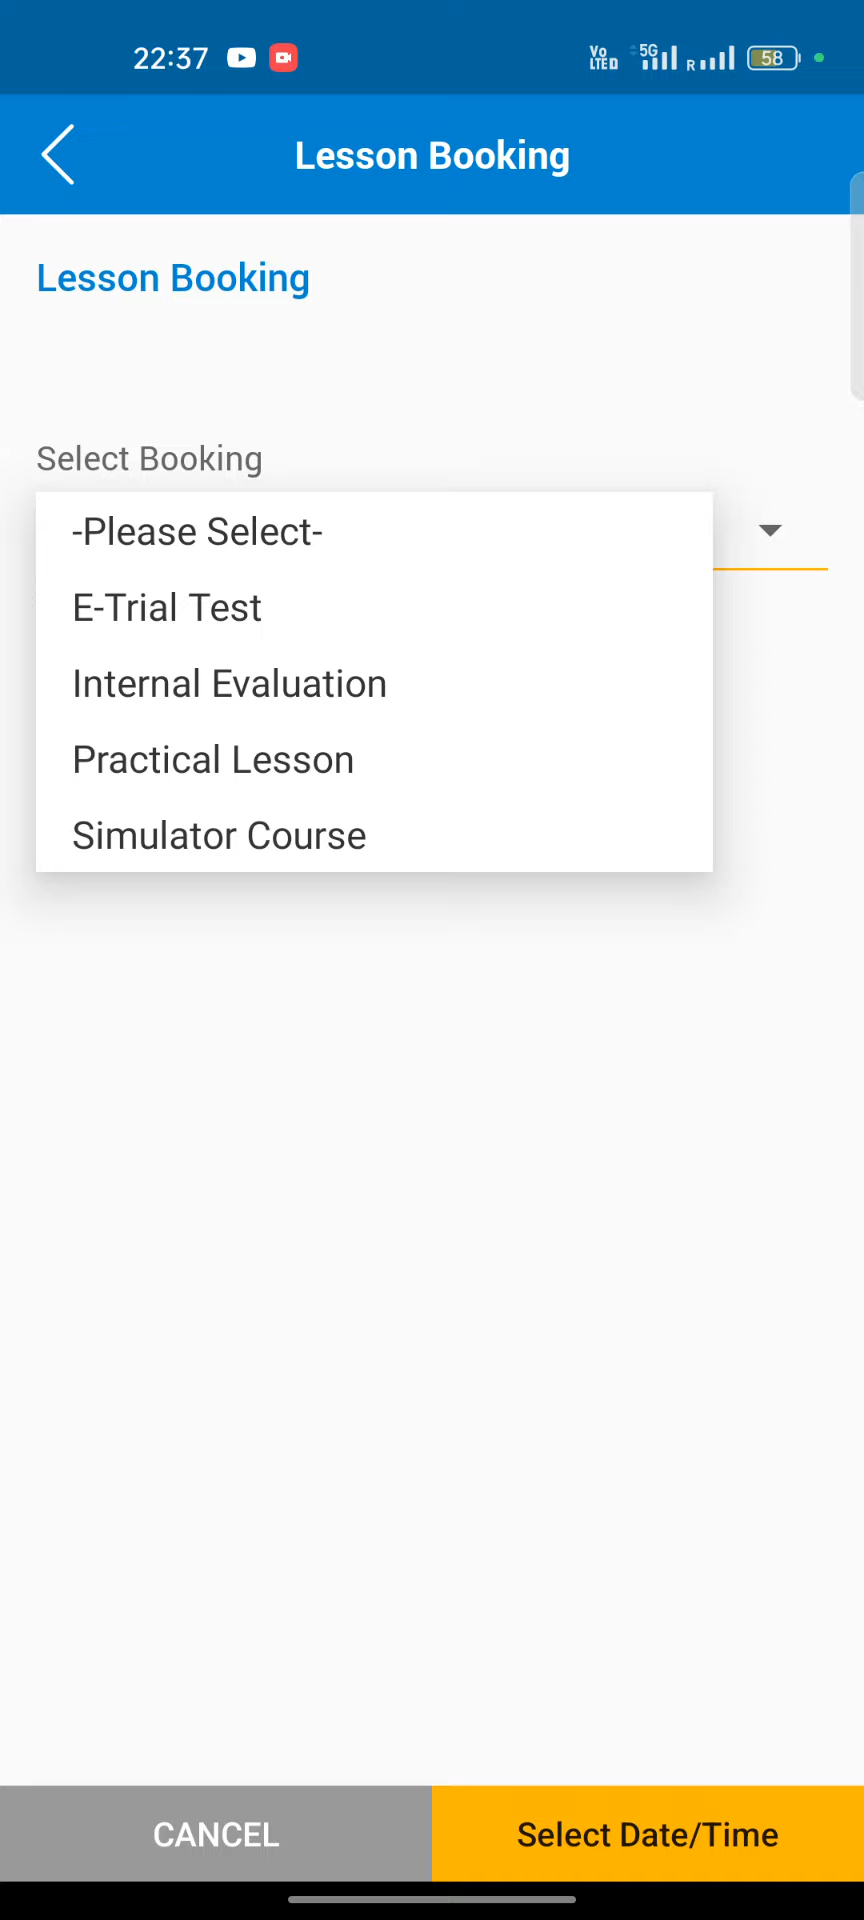 22:37
Vo LTE D 5G R 58
Lesson Booking
Lesson Booking
Select Booking
-Please Select-
E-Trial Test
Internal Evaluation
Practical Lesson
Simulator Course
CANCEL
Select Date/Time